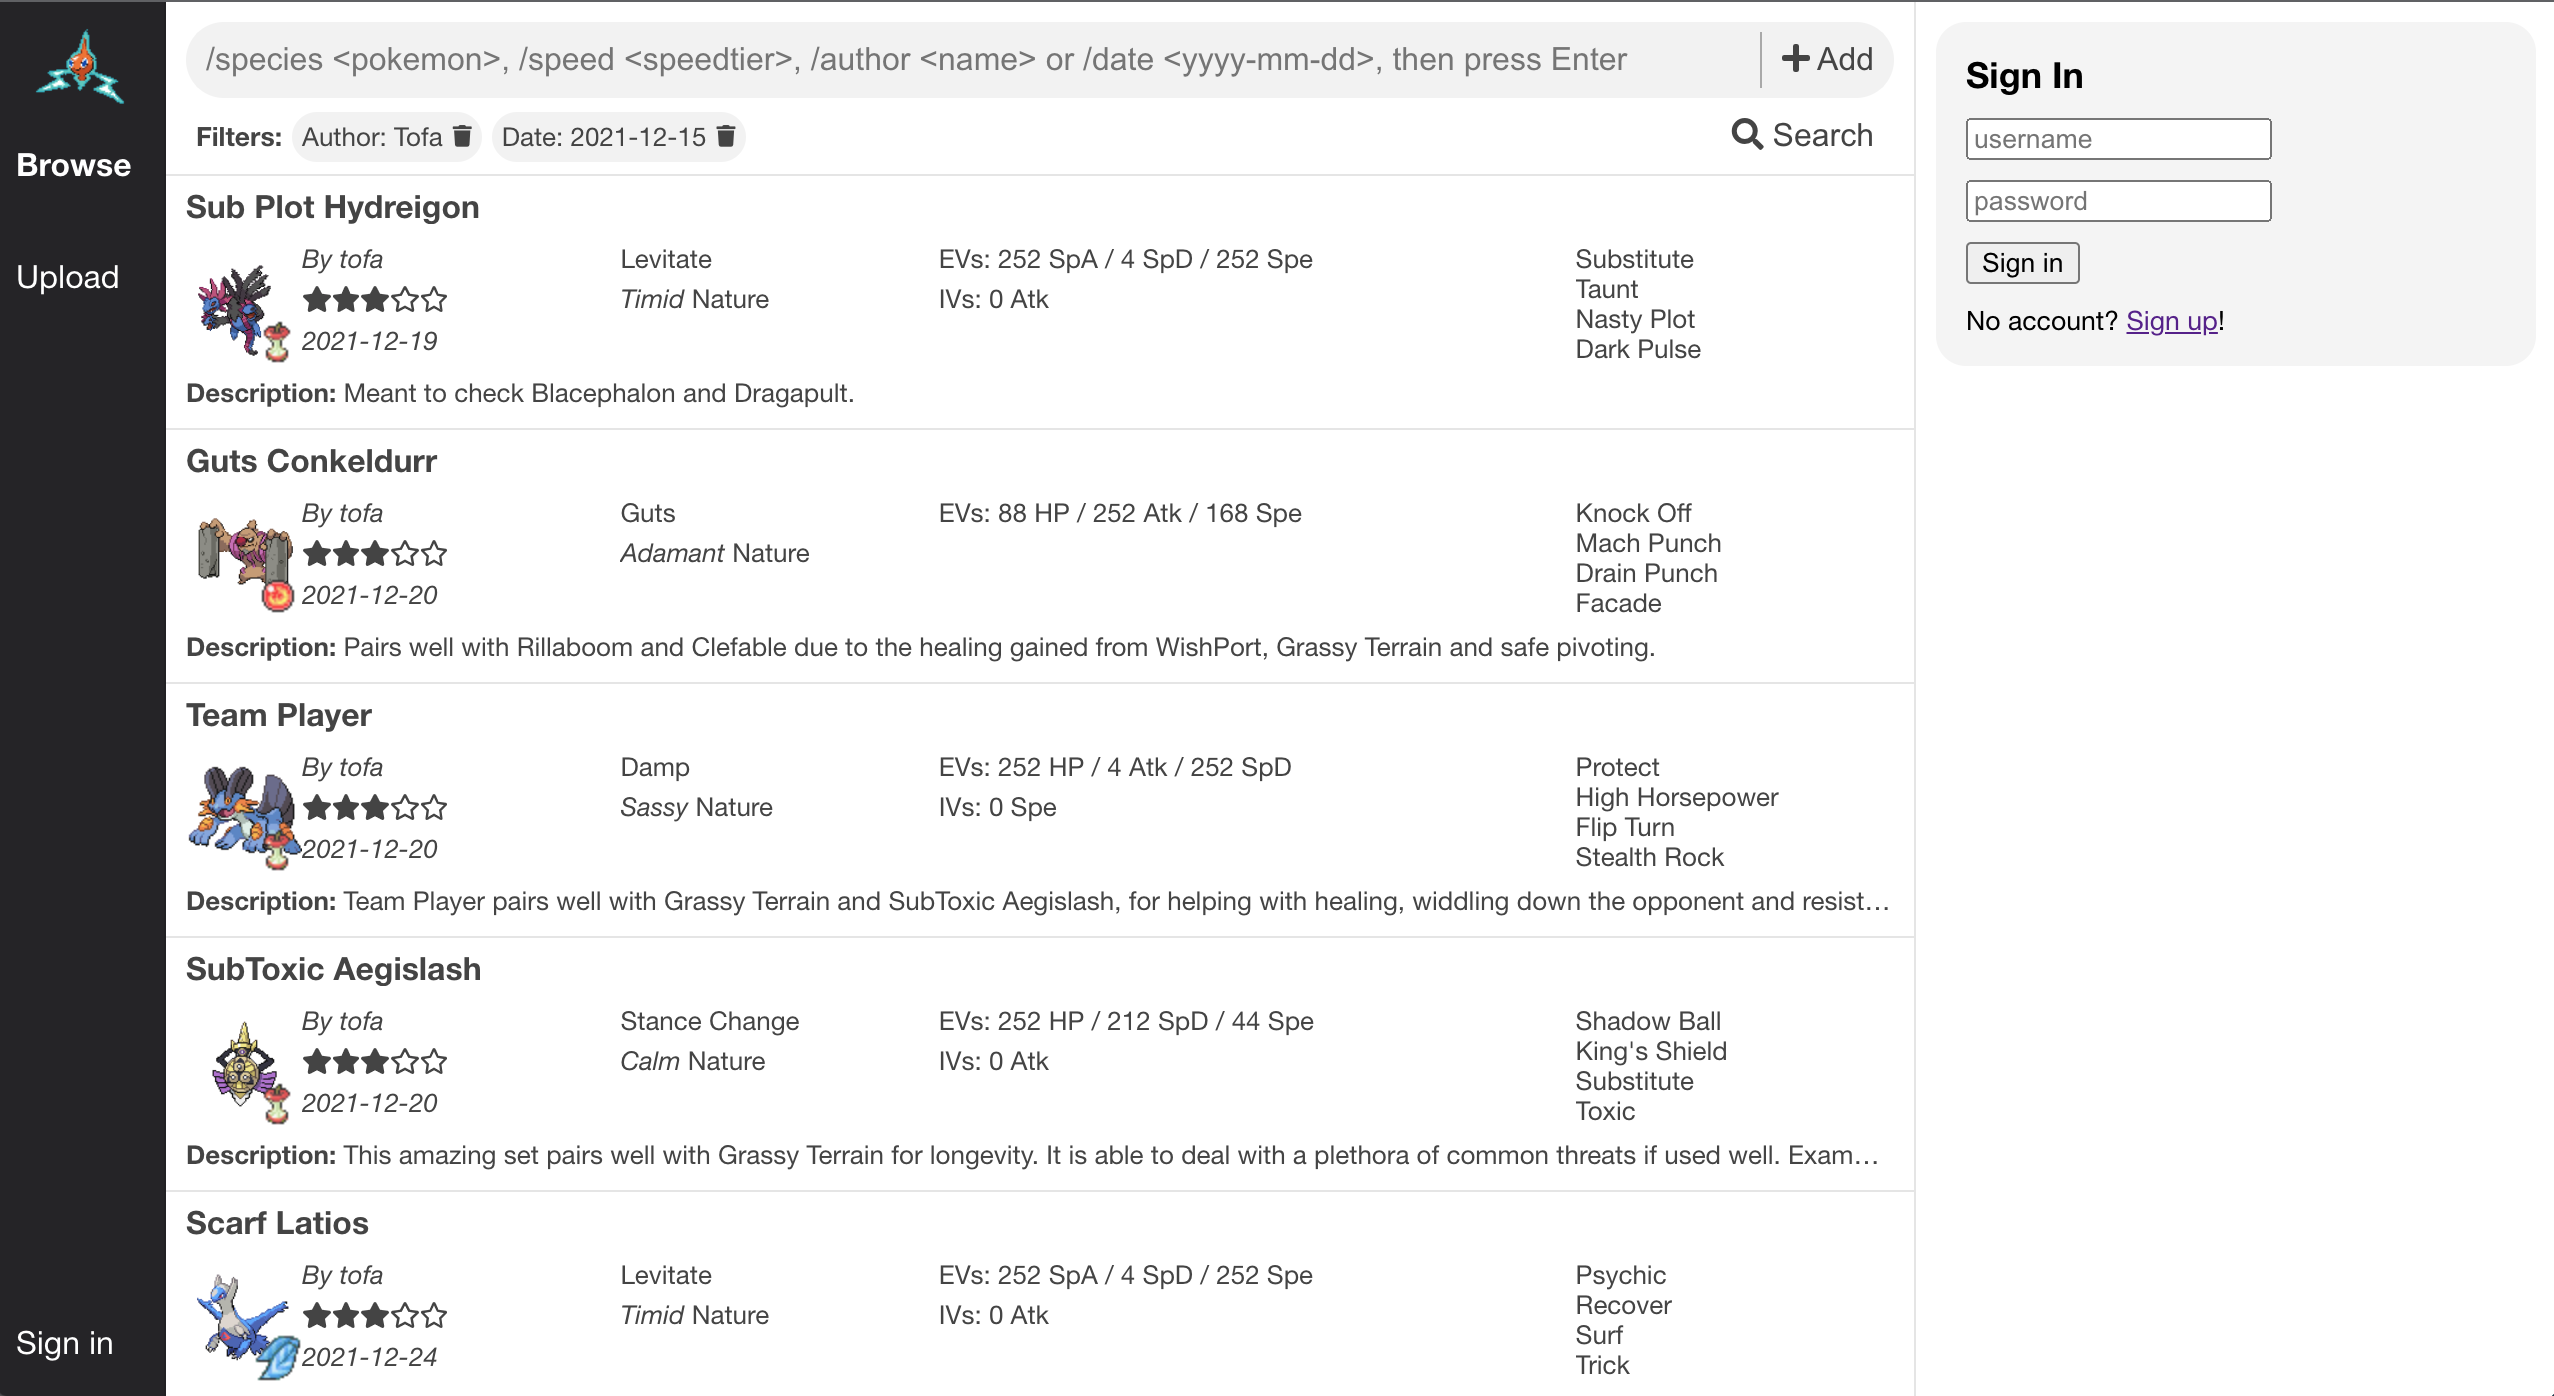 Browse
Upload
Sign in
/species <pokemon>, /speed <speedtier>, /author <name> or /date <yyyy-mm-dd>, then press Enter
Add
Filters: Author: Tofa Date: 2021-12-15
Search
Sub Plot Hydreigon
By tofa
2021-12-19
Levitate
Timid Nature
EVs: 252 SpA / 4 SpD / 252 Spe
IVs: 0 Atk
Substitute
Taunt
Nasty Plot
Dark Pulse
Description: Meant to check Blacephalon and Dragapult.
Guts Conkeldurr
By tofa
2021-12-20
Guts
Adamant Nature
EVs: 88 HP / 252 Atk / 168 Spe
Knock Off
Mach Punch
Drain Punch
Facade
Description: Pairs well with Rillaboom and Clefable due to the healing gained from WishPort, Grassy Terrain and safe pivoting.
Team Player
By tofa
2021-12-20
Damp
Sassy Nature
EVs: 252 HP / 4 Atk / 252 SpD
IVs: 0 Spe
Protect
High Horsepower
Flip Turn
Stealth Rock
Description: Team Player pairs well with Grassy Terrain and SubToxic Aegislash, for helping with healing, widdling down the opponent and resist…
SubToxic Aegislash
By tofa
2021-12-20
Stance Change
Calm Nature
EVs: 252 HP / 212 SpD / 44 Spe
IVs: 0 Atk
Shadow Ball
King's Shield
Substitute
Toxic
Description: This amazing set pairs well with Grassy Terrain for longevity. It is able to deal with a plethora of common threats if used well. Exam…
Scarf Latios
By tofa
2021-12-24
Levitate
Timid Nature
EVs: 252 SpA / 4 SpD / 252 Spe
IVs: 0 Atk
Psychic
Recover
Surf
Trick
Sign In
username
password
Sign in
No account? Sign up!